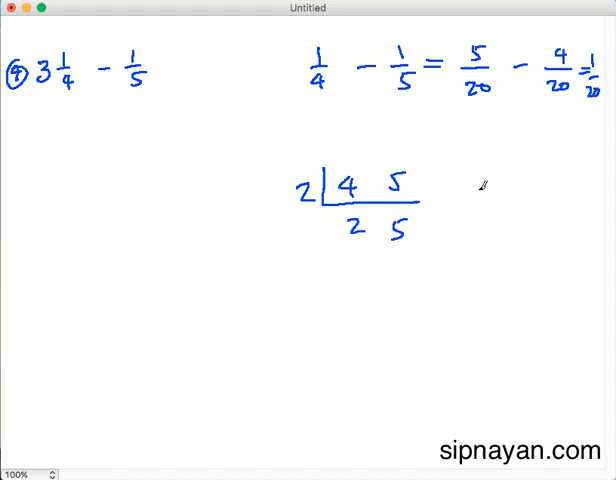 Untitled
④ 3 1/4 - 1/5
1/4 - 1/5 = 5/20 - 4/20 = 1/20
2 | 4 5
2 5
sipnayan.com
100%